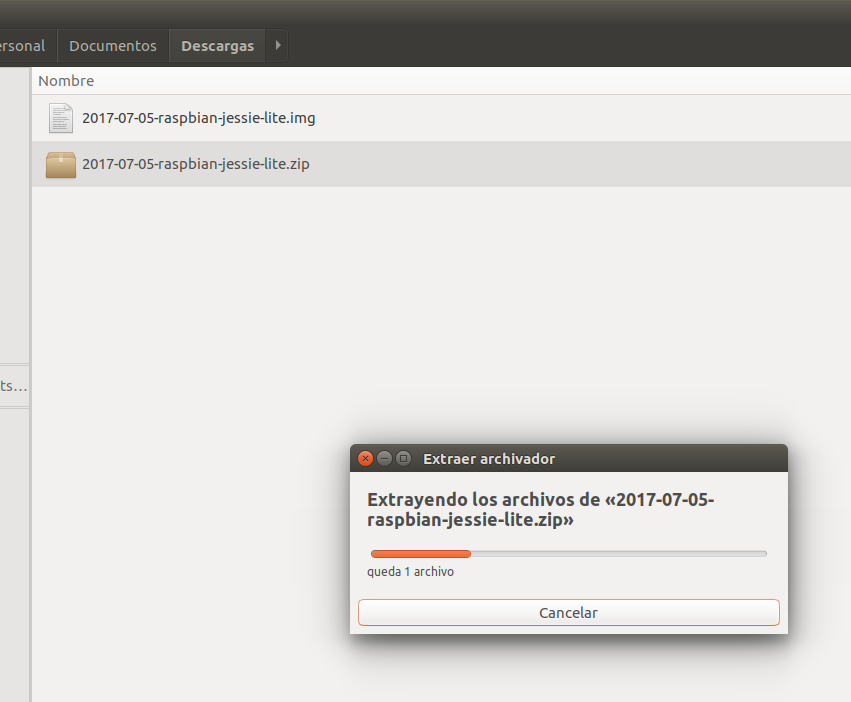 ersonal Documentos Descargas
Nombre
2017-07-05-raspbian-jessie-lite.img
2017-07-05-raspbian-jessie-lite.zip
ts...
Extraer archivador
Extrayendo los archivos de «2017-07-05-
raspbian-jessie-lite.zip»
queda 1 archivo
Cancelar